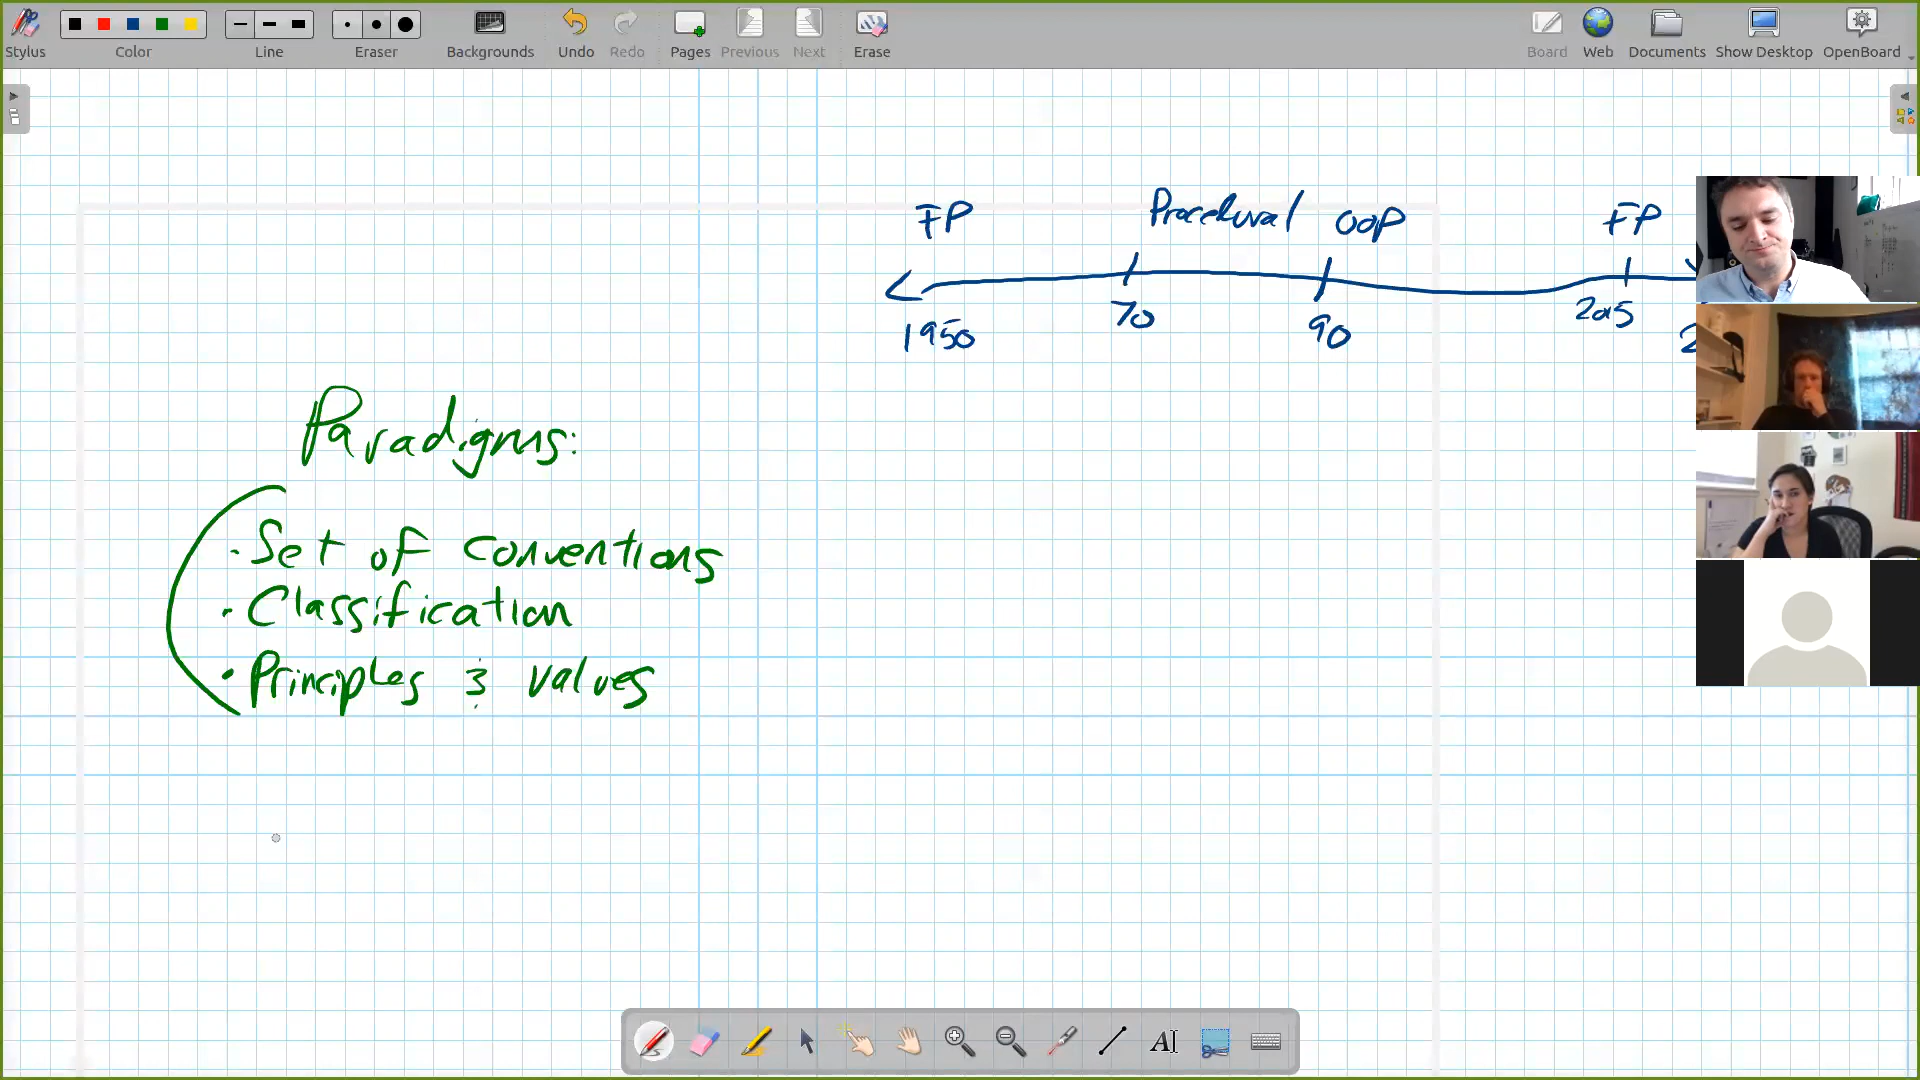 Stylus Color Line Eraser Backgrounds Undo Redo Pages Previous Next Erase Board Web Documents Show Desktop OpenBoard
FP Procedural OOP FP
1950 70 90 2015
Paradigms:
· Set of conventions
· Classification
· Principles & values